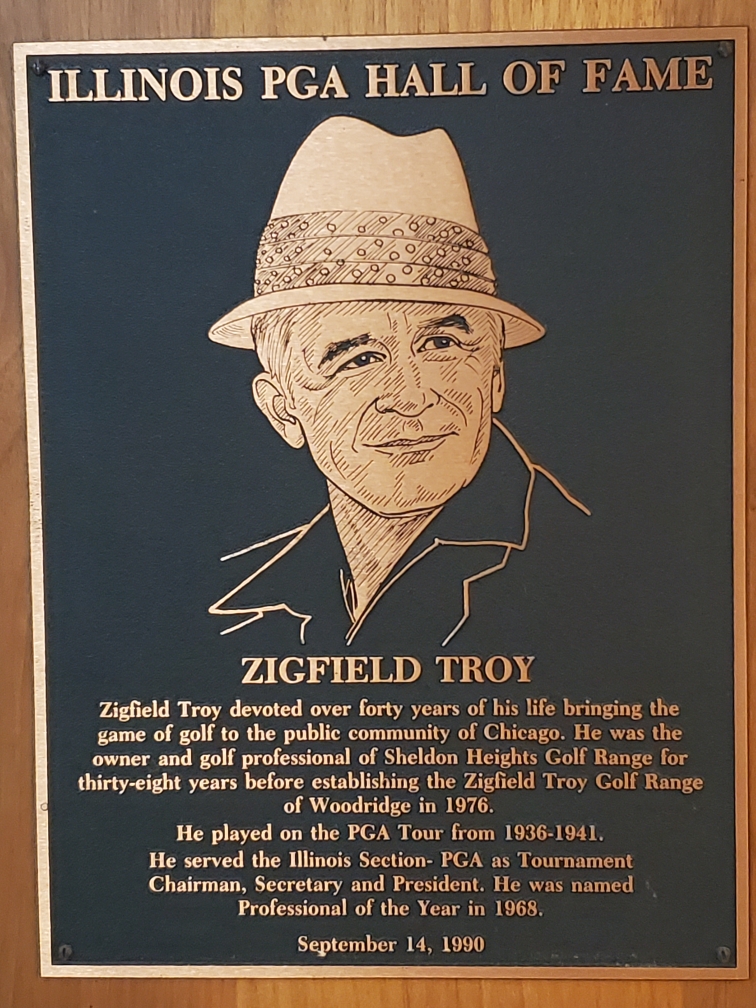 ILLINOIS PGA HALL OF FAME
ZIGFIELD TROY
Zigfield Troy devoted over forty years of his life bringing the
game of golf to the public community of Chicago. He was the
owner and golf professional of Sheldon Heights Golf Range for
thirty-eight years before establishing the Zigfield Troy Golf Range
of Woodridge in 1976.
He played on the PGA Tour from 1936-1941.
He served the Illinois Section- PGA as Tournament
Chairman, Secretary and President. He was named
Professional of the Year in 1968.
September 14, 1990